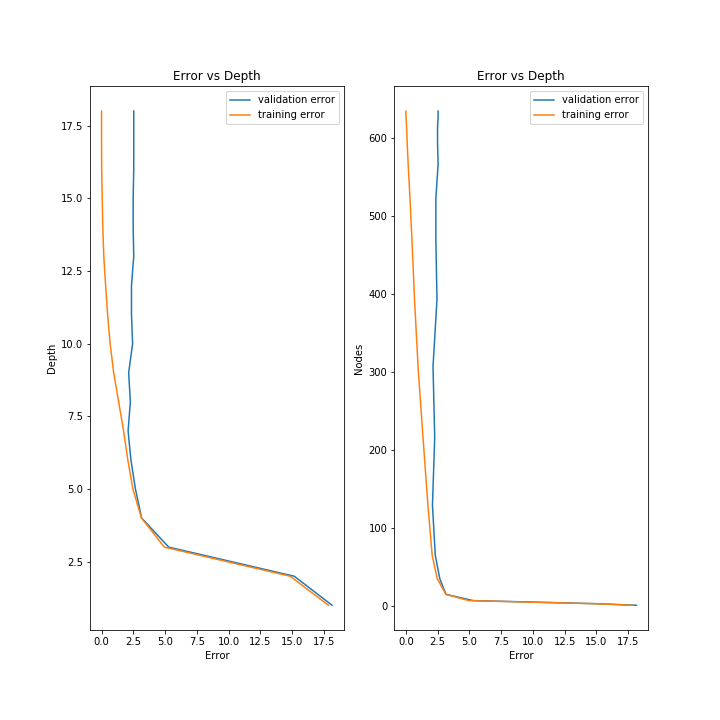 Error vs Depth
validation error
training error
17.5
15.0
12.5
10.0
7.5
5.0
2.5
Depth
0.0 2.5 5.0 7.5 10.0 12.5 15.0 17.5
Error
Error vs Depth
validation error
training error
600
500
400
300
200
100
0
Nodes
0.0 2.5 5.0 7.5 10.0 12.5 15.0 17.5
Error